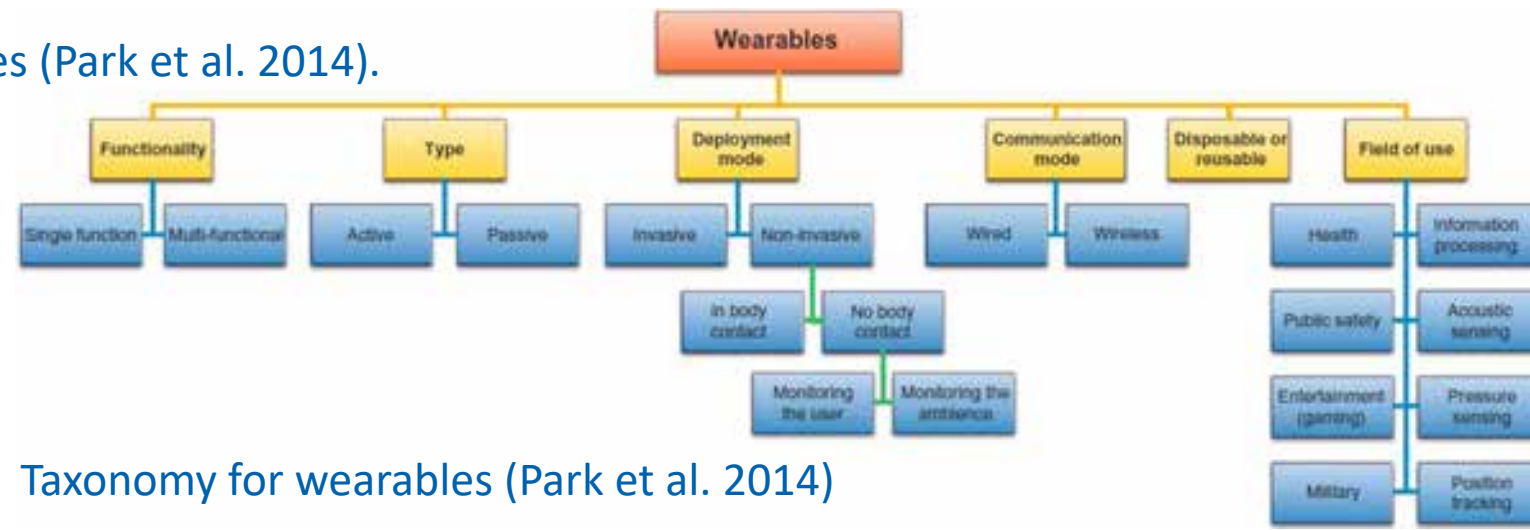 es (Park et al. 2014).
Wearables
Functionality
Type
Deployment
mode
Communication
mode
Disposable or
reusable
Field of use
Single function
Multi-functional
Active
Passive
Invasive
Non-invasive
Wired
Wireless
Health
Information
processing
In body
contact
No body
contact
Public safety
Acoustic
sensing
Monitoring
the user
Monitoring the
ambience
Entertainment
(gaming)
Pressure
sensing
Taxonomy for wearables (Park et al. 2014)
Military
Position
tracking